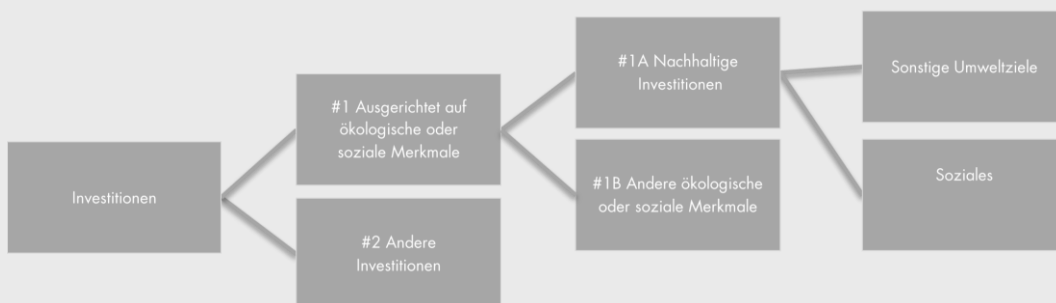 Investitionen
#1 Ausgerichtet auf
ökologische oder
soziale Merkmale
#2 Andere
Investitionen
#1A Nachhaltige
Investitionen
#1B Andere ökologische
oder soziale Merkmale
Sonstige Umweltziele
Soziales